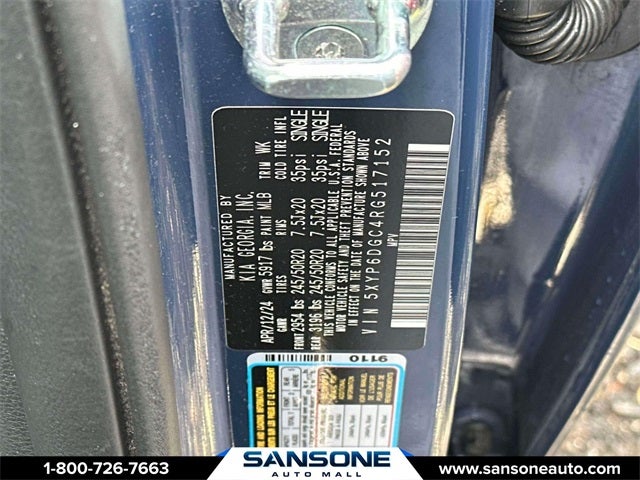 MANUFACTURED BY
KIA GEORGIA, INC.
APR/12/24 GVWR 5917 lbs PAINT MLB TRIM WK
GAWR TIRES RIMS COLD TIRE INFL
FRONT 2954 lbs 245/50R20 7.5JX20 35psi SINGLE
REAR 3196 lbs 245/50R20 7.5JX20 35psi SINGLE
THIS VEHICLE CONFORMS TO ALL APPLICABLE U.S.A. FEDERAL
MOTOR VEHICLE SAFETY AND THEFT PREVENTION STANDARDS
IN EFFECT ON THE DATE OF MANUFACTURE SHOWN ABOVE
VIN 5XYP6DGC4RG517152
MPV
9110
1-800-726-7663
SANSONE
AUTO MALL
www.sansoneauto.com